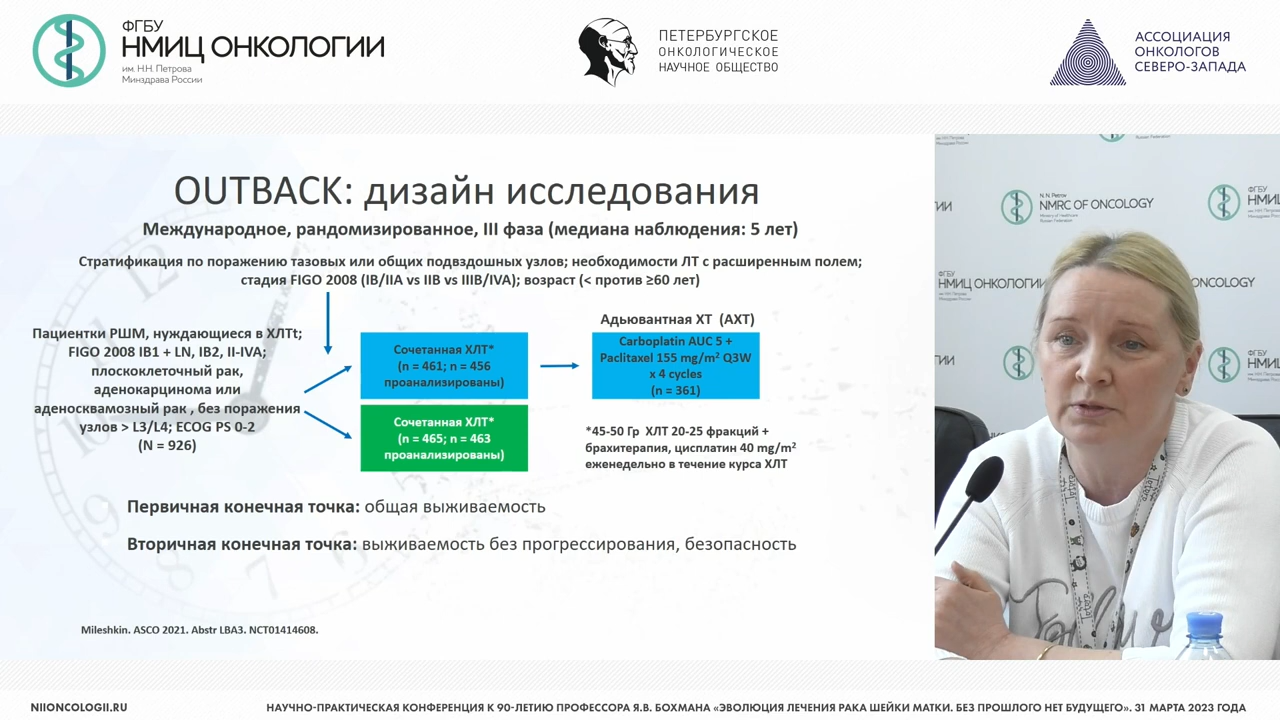 ФГБУ
НМИЦ ОНКОЛОГИИ
им. Н.Н. Петрова
Минздрава России
ПЕТЕРБУРГСКОЕ
ОНКОЛОГИЧЕСКОЕ
НАУЧНОЕ ОБЩЕСТВО
АССОЦИАЦИЯ
ОНКОЛОГОВ
СЕВЕРО-ЗАПАДА
OUTBACK: дизайн исследования
Международное, рандомизированное, III фаза (медиана наблюдения: 5 лет)
Стратификация по поражению тазовых или общих подвздошных узлов; необходимости ЛТ с расширенным полем;
стадия FIGO 2008 (IB/IIA vs IIB vs IIIB/IVA); возраст (< против ≥60 лет)
Пациентки РШМ, нуждающиеся в ХЛТt;
FIGO 2008 IB1 + LN, IB2, II-IVA;
плоскоклеточный рак,
аденокарцинома или
аденосквамозный рак , без поражения
узлов > L3/L4; ECOG PS 0-2
(N = 926)
Сочетанная ХЛТ*
(n = 461; n = 456
проанализированы)
Сочетанная ХЛТ*
(n = 465; n = 463
проанализированы)
Адьювантная ХТ (АХТ)
Carboplatin AUC 5 +
Paclitaxel 155 mg/m² Q3W
x 4 cycles
(n = 361)
*45-50 Гр ХЛТ 20-25 фракций +
брахитерапия, цисплатин 40 mg/m²
еженедельно в течение курса ХЛТ
Первичная конечная точка: общая выживаемость
Вторичная конечная точка: выживаемость без прогрессирования, безопасность
Mileshkin. ASCO 2021. Abstr LBA3. NCT01414608.
N.N. Petrov
NMRC OF ONCOLOGY
Ministry of Healthcare
Russian Federation
ФГБУ
НМИЦ
ONCOLOGY
NIIONCOLOGII.RU
НАУЧНО-ПРАКТИЧЕСКАЯ КОНФЕРЕНЦИЯ К 90-ЛЕТИЮ ПРОФЕССОРА Я.В. БОХМАНА «ЭВОЛЮЦИЯ ЛЕЧЕНИЯ РАКА ШЕЙКИ МАТКИ. БЕЗ ПРОШЛОГО НЕТ БУДУЩЕГО». 31 МАРТА 2023 ГОДА